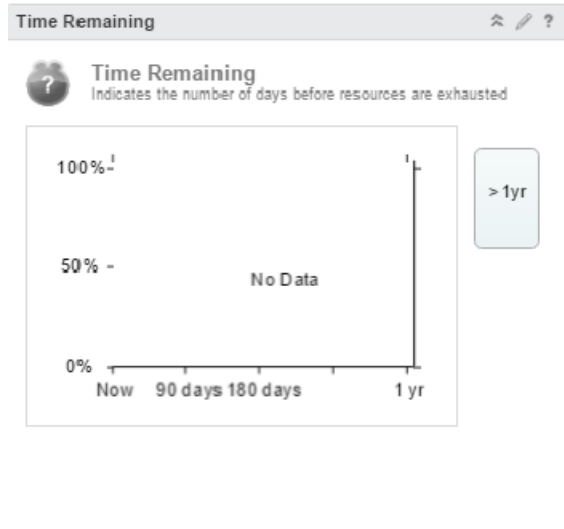 Time Remaining ?
?
Time Remaining
Indicates the number of days before resources are exhausted
100%
> 1yr
50%
No Data
0%
Now 90 days 180 days 1 yr